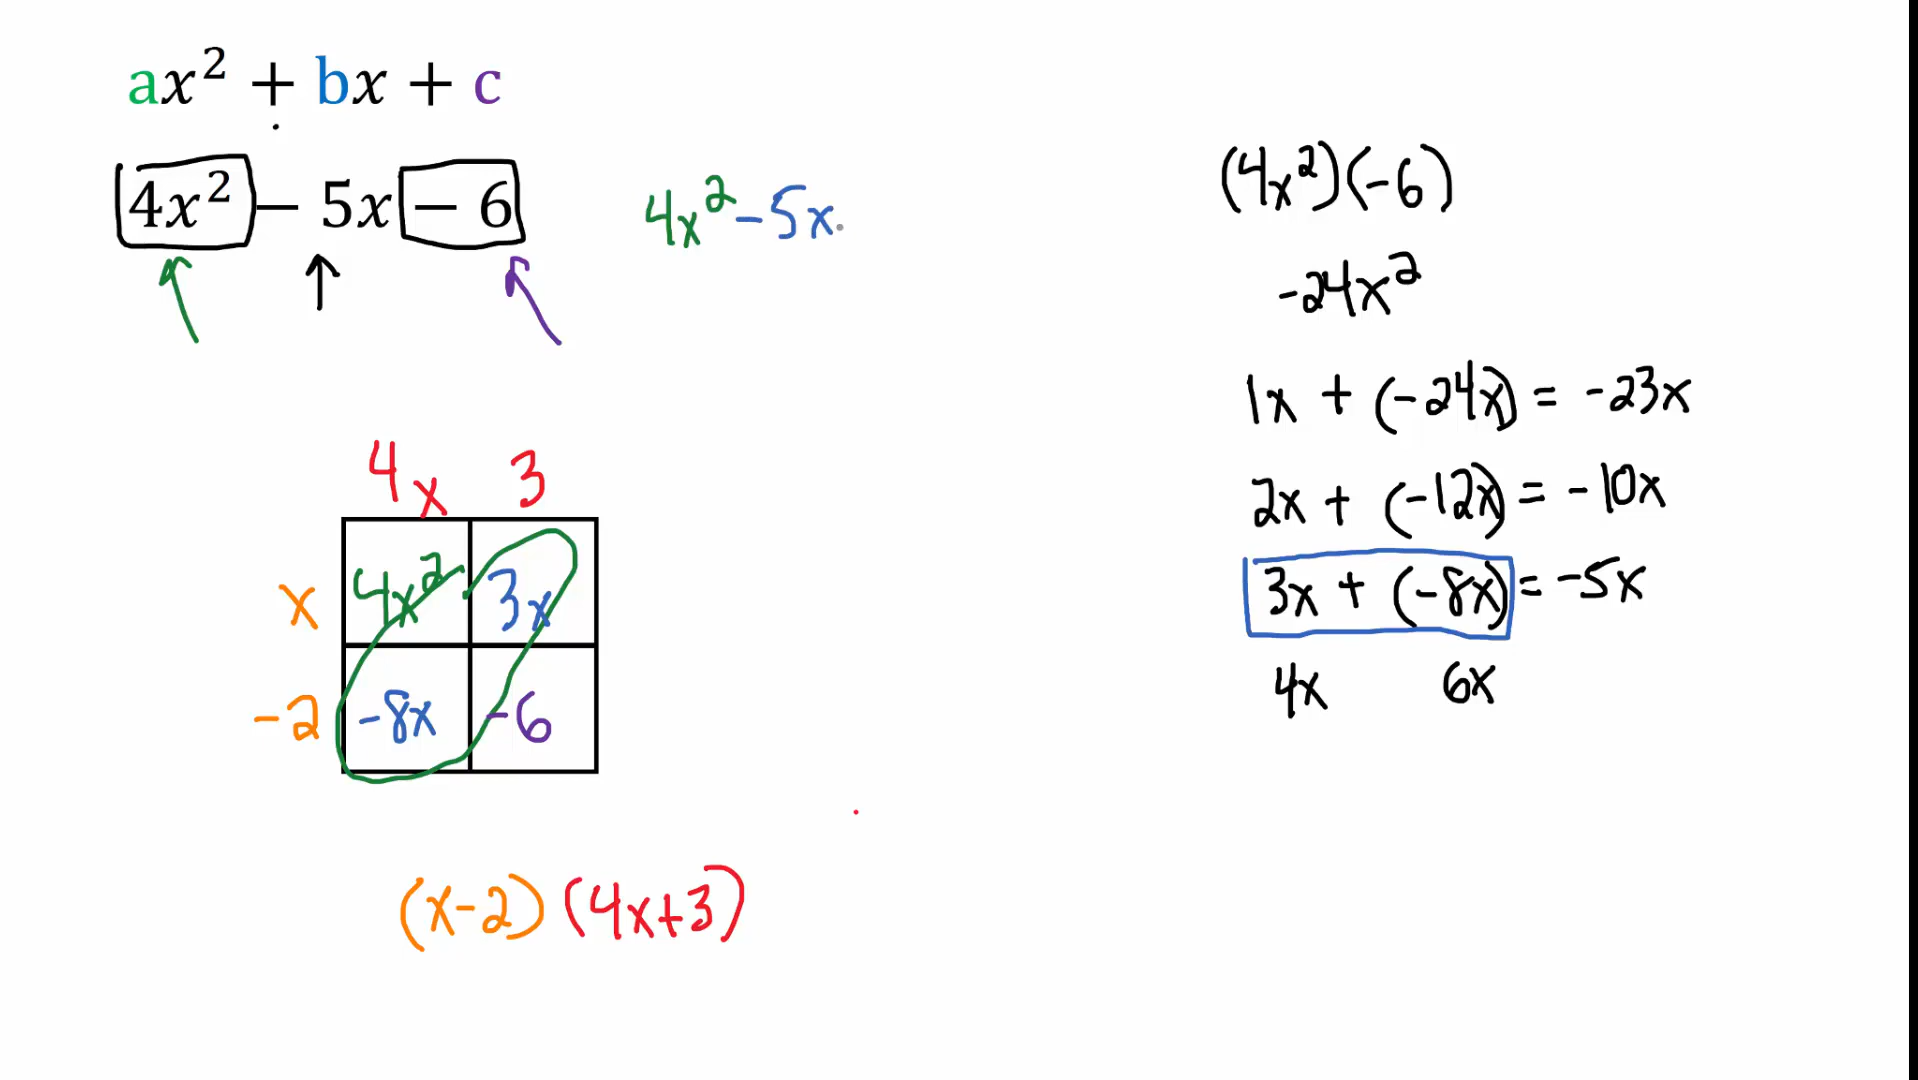 ax² + bx + c
4x² − 5x − 6
4x² − 5x
4x 3
x 4x² 3x
−2 −8x −6
(x−2)(4x+3)
(4x²)(−6)
−24x²
1x + (−24x) = −23x
2x + (−12x) = −10x
3x + (−8x) = −5x
4x 6x